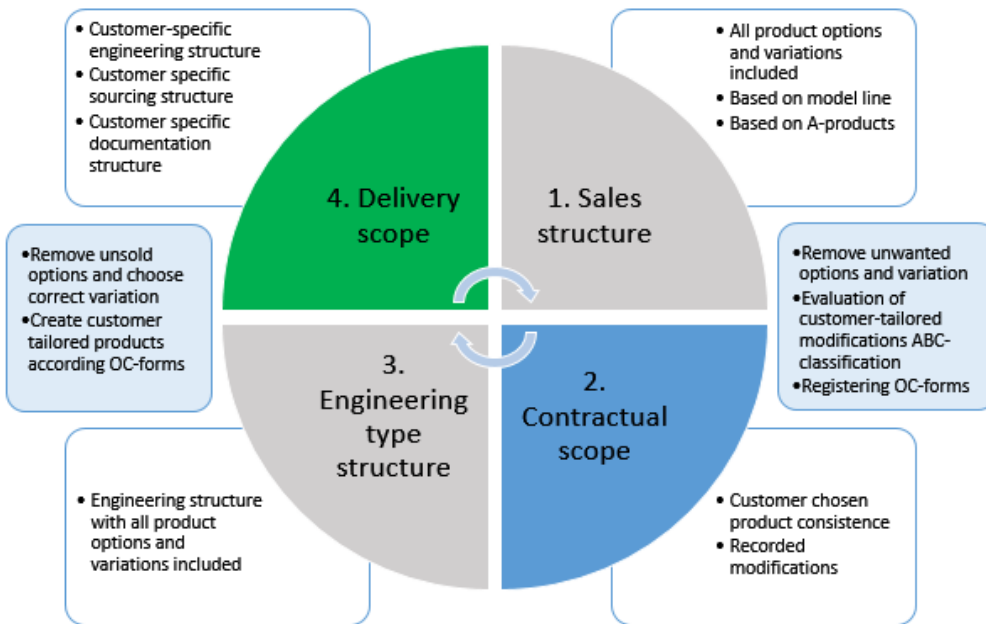 • Customer-specific
engineering structure
• Customer specific
sourcing structure
• Customer specific
documentation
structure
• All product options
and variations
included
• Based on model line
• Based on A-products
4. Delivery
scope
1. Sales
structure
•Remove unsold
options and choose
correct variation
•Create customer
tailored products
according OC-forms
•Remove unwanted
options and variation
•Evaluation of
customer-tailored
modifications ABC-
classification
•Registering OC-forms
3.
Engineering
type
structure
2.
Contractual
scope
• Engineering structure
with all product
options and
variations included
• Customer chosen
product consistence
• Recorded
modifications